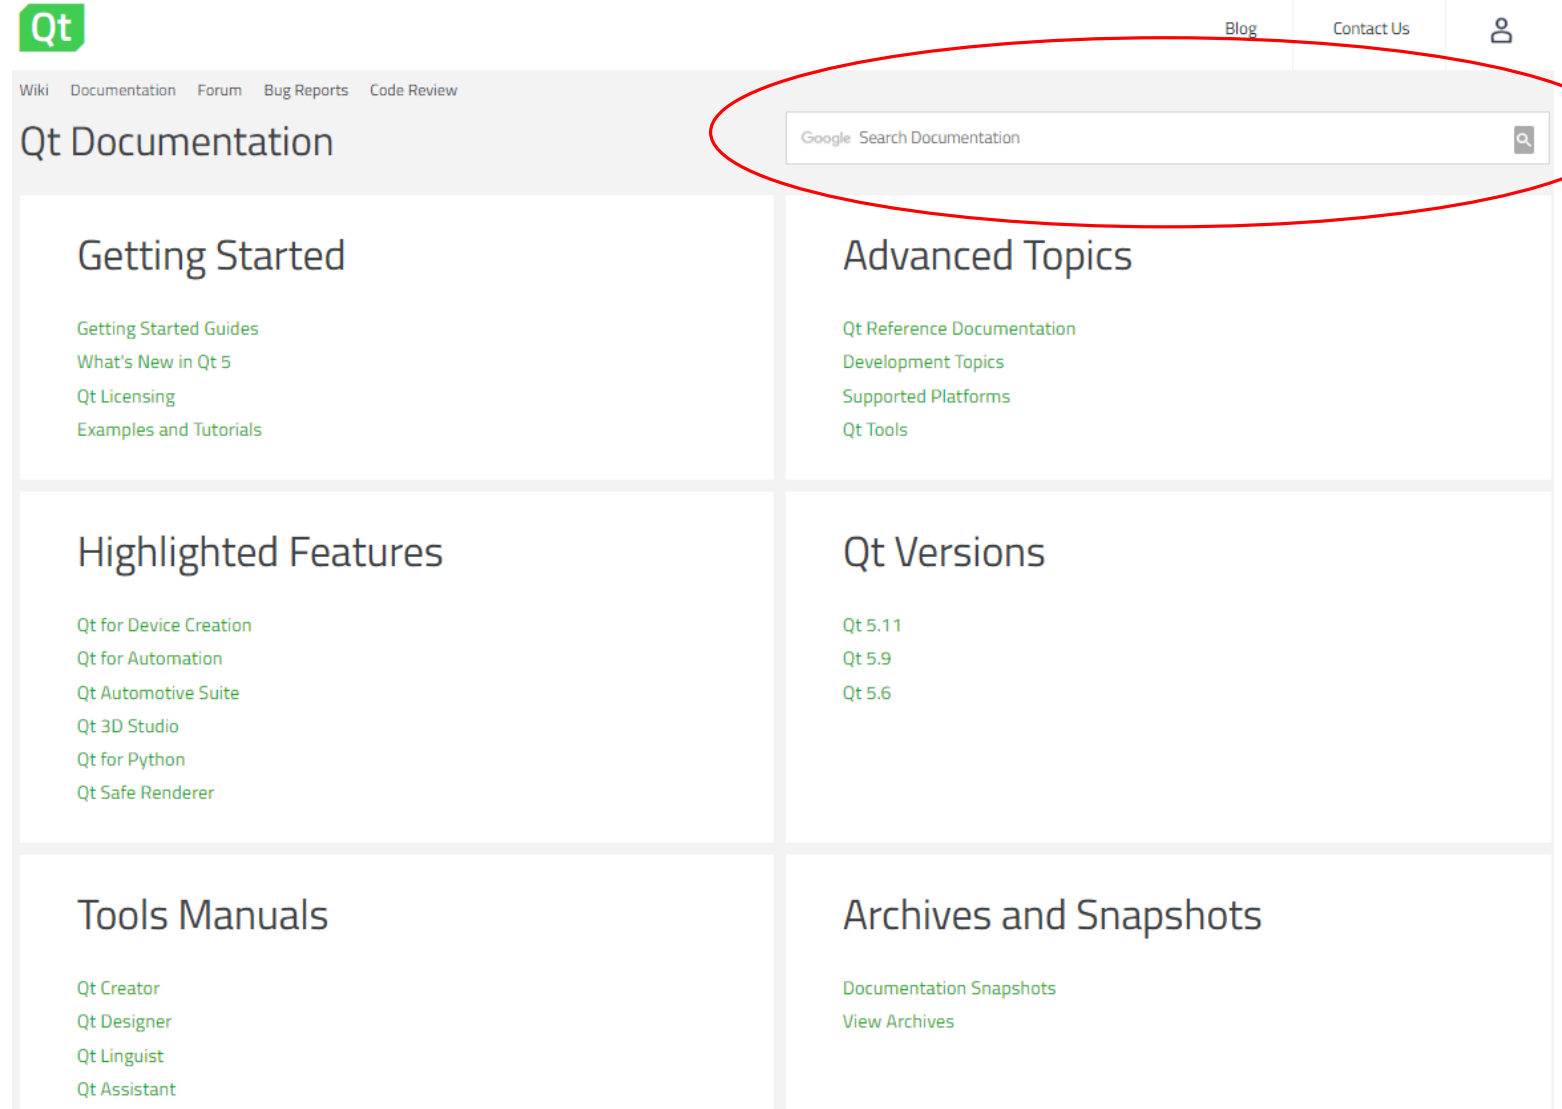 Qt
Blog
Contact Us
Wiki
Documentation
Forum
Bug Reports
Code Review
Qt Documentation
Google Search Documentation
Getting Started
Getting Started Guides
What's New in Qt 5
Qt Licensing
Examples and Tutorials
Advanced Topics
Qt Reference Documentation
Development Topics
Supported Platforms
Qt Tools
Highlighted Features
Qt for Device Creation
Qt for Automation
Qt Automotive Suite
Qt 3D Studio
Qt for Python
Qt Safe Renderer
Qt Versions
Qt 5.11
Qt 5.9
Qt 5.6
Tools Manuals
Qt Creator
Qt Designer
Qt Linguist
Qt Assistant
Archives and Snapshots
Documentation Snapshots
View Archives